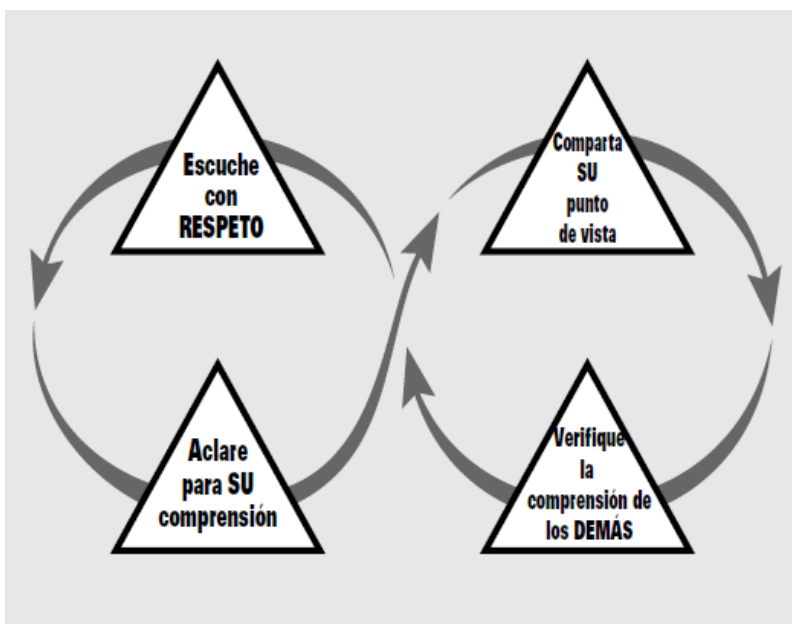 Escuche
con
RESPETO
Aclare
para SU
comprensión
Comparta
SU
punto
de vista
Verifique
la
comprensión de
los DEMÁS